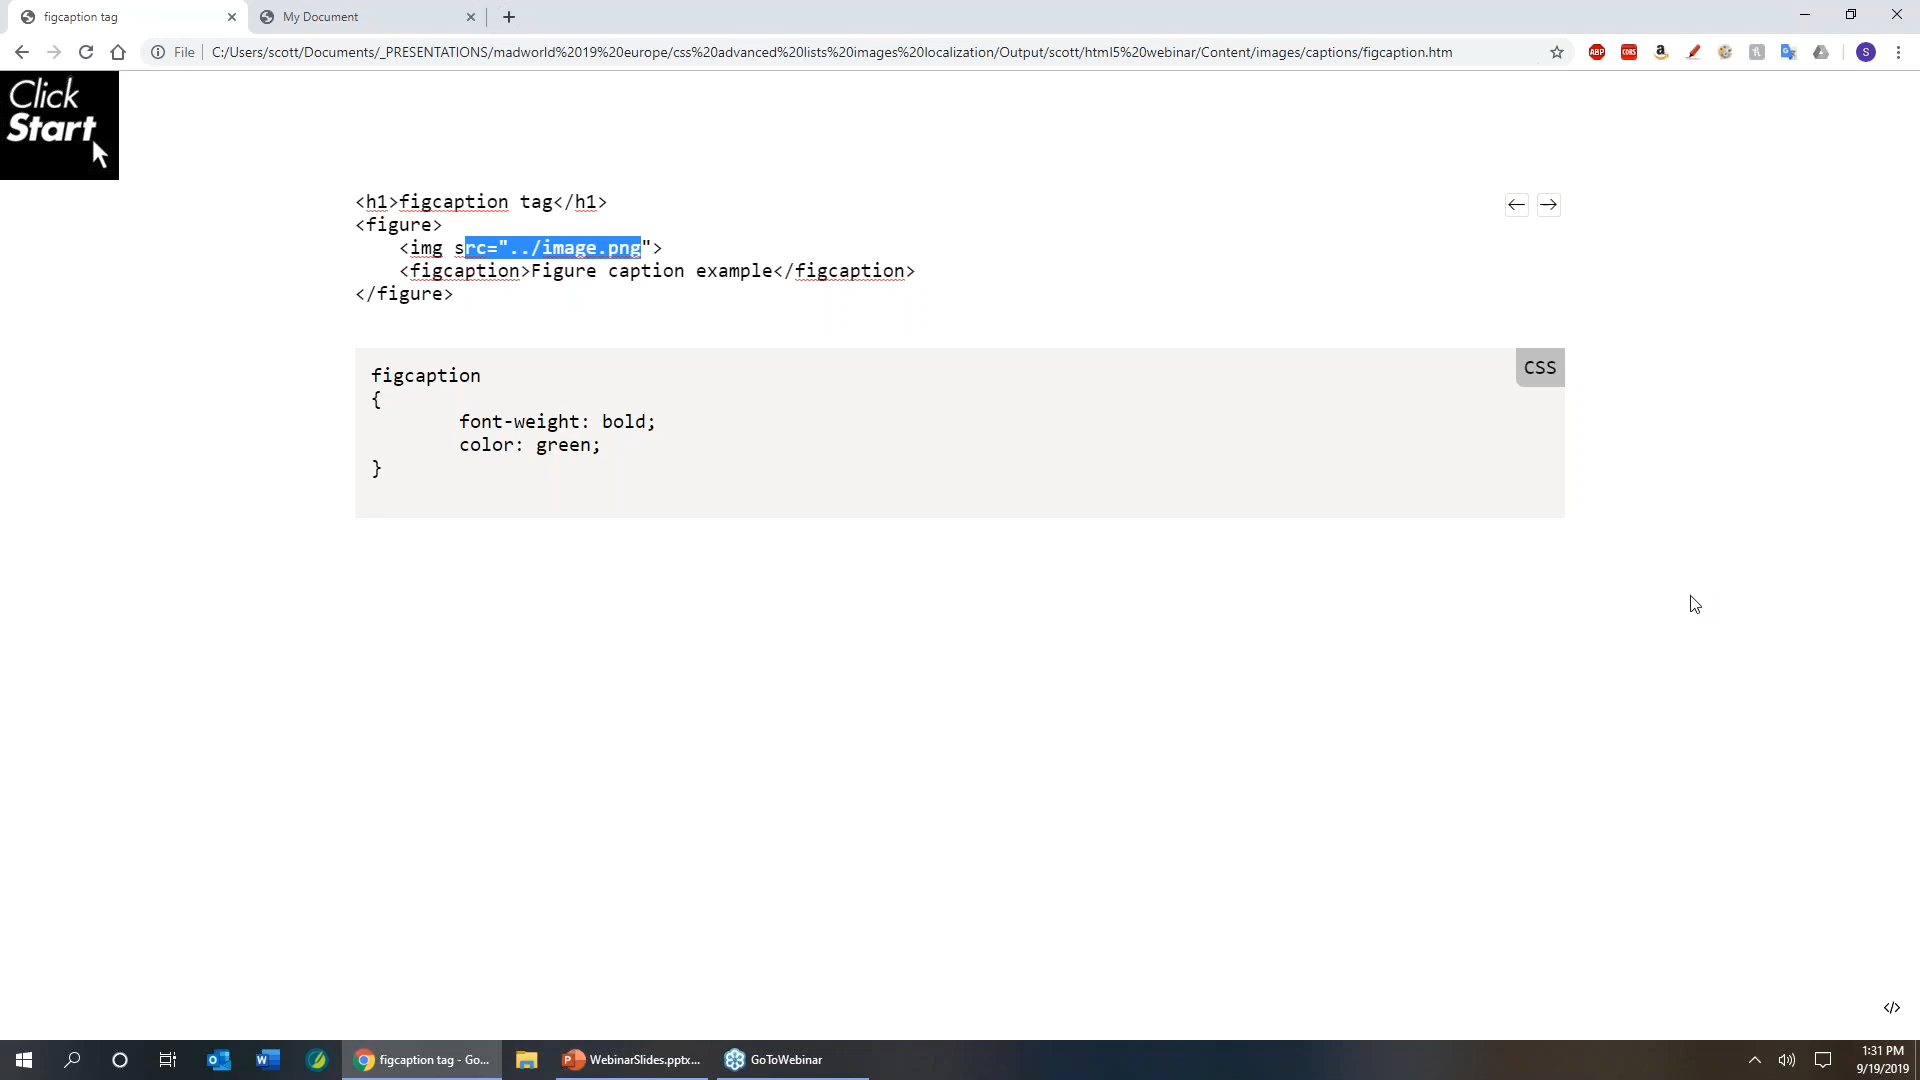 figcaption tag
My Document
File
C:/Users/scott/Documents/_PRESENTATIONS/madworld%2019%20europe/css%20advanced%20lists%20images%20localization/Output/scott/html5%20webinar/Content/images/captions/figcaption.htm
ABP
CORS
S
Click
Start
<h1>figcaption tag</h1>
<figure>
<img src="../image.png">
<figcaption>Figure caption example</figcaption>
</figure>
CSS
figcaption
{
font-weight: bold;
color: green;
}
</>
figcaption tag - Go...
WebinarSlides.pptx...
GoToWebinar
1:31 PM
9/19/2019